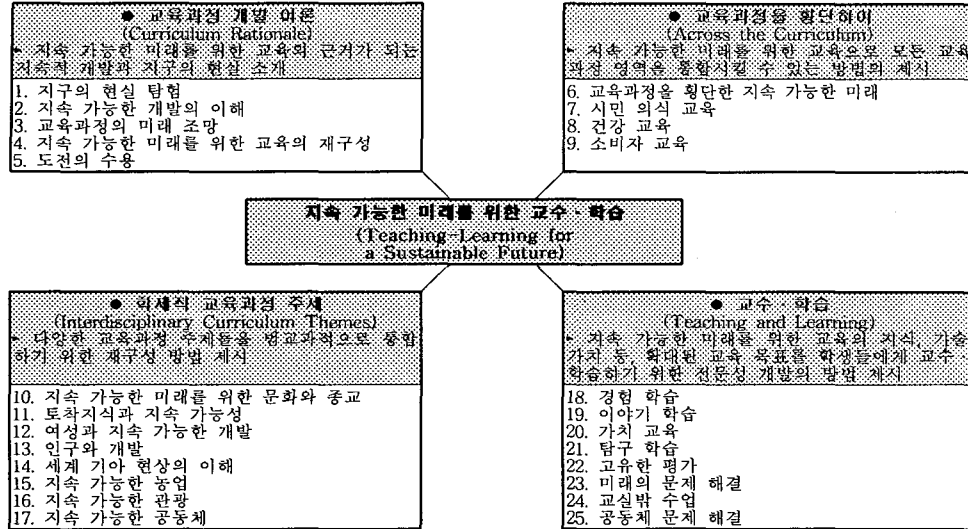 ● 교육과정 개발 이론
(Curriculum Rationale)
- 지속 가능한 미래를 위한 교육의 근거가 되는
지속적 개발과 지구의 현실 소개
1. 지구의 현실 탐험
2. 지속 가능한 개발의 이해
3. 교육과정의 미래 조망
4. 지속 가능한 미래를 위한 교육의 재구성
5. 도전의 수용
● 교육과정을 횡단하여
(Across the Curriculum)
- 지속 가능한 미래를 위한 교육으로 모든 교육
과정 영역을 통합시킬 수 있는 방법의 제시
6. 교육과정을 횡단한 지속 가능한 미래
7. 시민 의식 교육
8. 건강 교육
9. 소비자 교육
지속 가능한 미래를 위한 교수 · 학습
(Teaching-Learning for
a Sustainable Future)
● 학제적 교육과정 주제
(Interdisciplinary Curriculum Themes)
- 다양한 교육과정 주제들을 범교과적으로 통합
하기 위한 재구성 방법 제시
10. 지속 가능한 미래를 위한 문화와 종교
11. 토착지식과 지속 가능성
12. 여성과 지속 가능한 개발
13. 인구와 개발
14. 세계 기아 현상의 이해
15. 지속 가능한 농업
16. 지속 가능한 관광
17. 지속 가능한 공동체
● 교수 · 학습
(Teaching and Learning)
- 지속 가능한 미래를 위한 교육의 지식, 기술
가치 등, 확대된 교육 목표를 학생들에게 교수 ·
학습하기 위한 전문성 개발의 방법 제시
18. 경험 학습
19. 이야기 학습
20. 가치 교육
21. 탐구 학습
22. 고유한 평가
23. 미래의 문제 해결
24. 교실밖 수업
25. 공동체 문제 해결